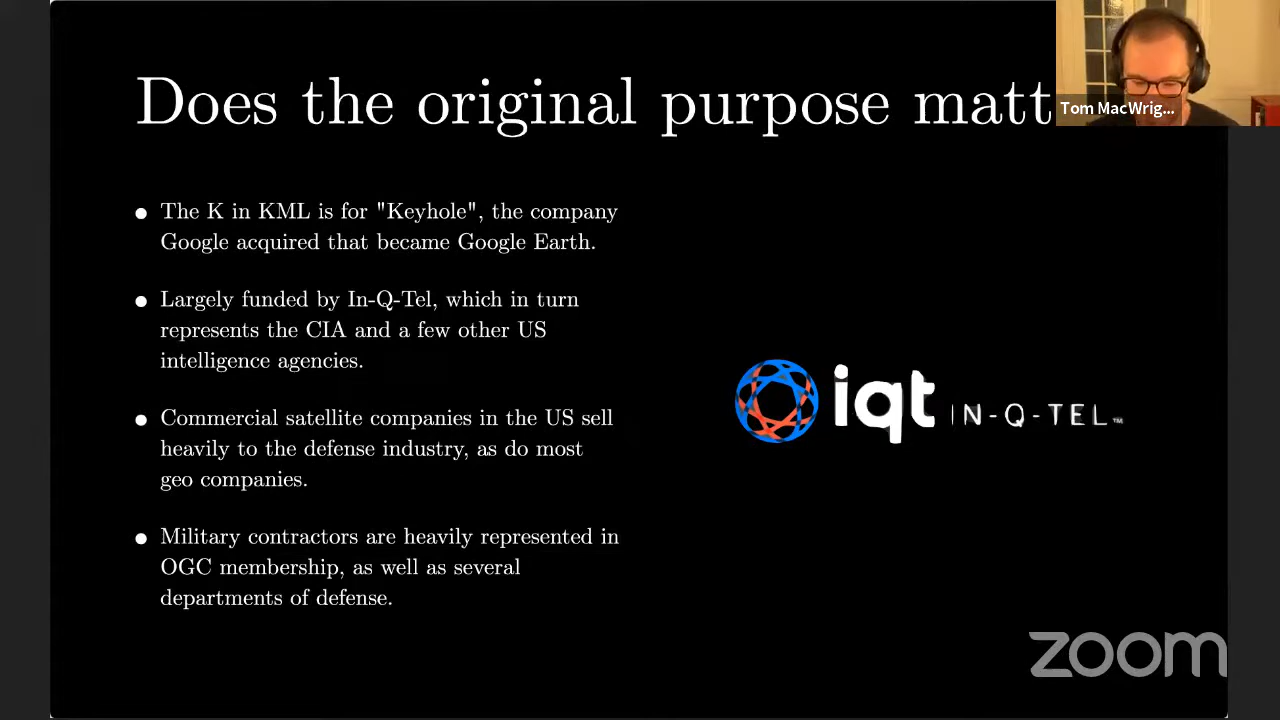 Does the original purpose matt
Tom MacWrig...
● The K in KML is for "Keyhole", the company
Google acquired that became Google Earth.
● Largely funded by In-Q-Tel, which in turn
represents the CIA and a few other US
intelligence agencies.
● Commercial satellite companies in the US sell
heavily to the defense industry, as do most
geo companies.
● Military contractors are heavily represented in
OGC membership, as well as several
departments of defense.
iqt IN-Q-TEL™
zoom